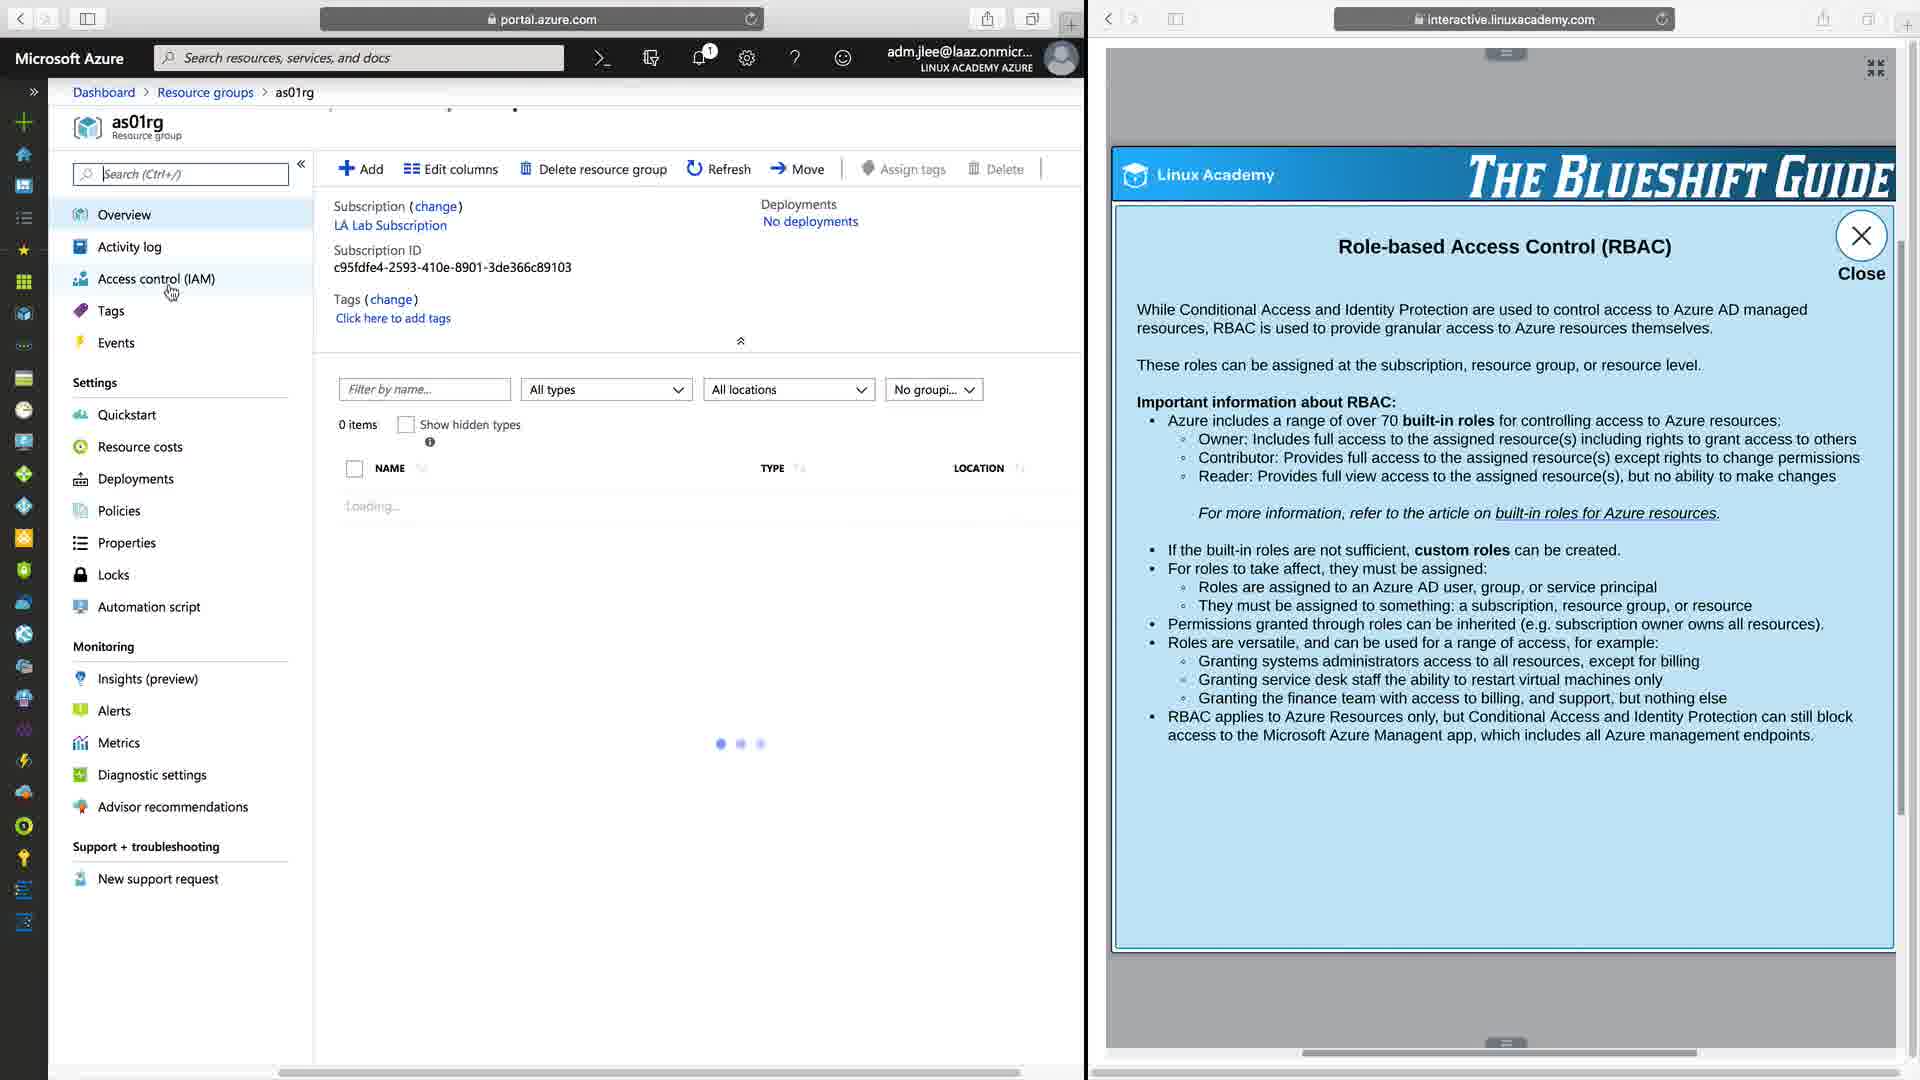 portal.azure.com
Microsoft Azure
Search resources, services, and docs
1
adm.jlee@laaz.onmicr...
LINUX ACADEMY AZURE
Dashboard > Resource groups > as01rg
as01rg
Resource group
Search (Ctrl+/)
Overview
Activity log
Access control (IAM)
Tags
Events
Settings
Quickstart
Resource costs
Deployments
Policies
Properties
Locks
Automation script
Monitoring
Insights (preview)
Alerts
Metrics
Diagnostic settings
Advisor recommendations
Support + troubleshooting
New support request
Add
Edit columns
Delete resource group
Refresh
Move
Assign tags
Delete
Subscription (change)
LA Lab Subscription
Subscription ID
c95fdfe4-2593-410e-8901-3de366c89103
Tags (change)
Click here to add tags
Deployments
No deployments
Filter by name...
All types
All locations
No groupi...
0 items
Show hidden types
NAME
TYPE
LOCATION
Loading...
interactive.linuxacademy.com
Linux Academy
THE BLUESHIFT GUIDE
Role-based Access Control (RBAC)
Close
While Conditional Access and Identity Protection are used to control access to Azure AD managed
resources, RBAC is used to provide granular access to Azure resources themselves.
These roles can be assigned at the subscription, resource group, or resource level.
Important information about RBAC:
• Azure includes a range of over 70 built-in roles for controlling access to Azure resources;
◦ Owner: Includes full access to the assigned resource(s) including rights to grant access to others
◦ Contributor: Provides full access to the assigned resource(s) except rights to change permissions
◦ Reader: Provides full view access to the assigned resource(s), but no ability to make changes
For more information, refer to the article on built-in roles for Azure resources.
• If the built-in roles are not sufficient, custom roles can be created.
• For roles to take affect, they must be assigned:
◦ Roles are assigned to an Azure AD user, group, or service principal
◦ They must be assigned to something: a subscription, resource group, or resource
• Permissions granted through roles can be inherited (e.g. subscription owner owns all resources).
• Roles are versatile, and can be used for a range of access, for example:
◦ Granting systems administrators access to all resources, except for billing
◦ Granting service desk staff the ability to restart virtual machines only
◦ Granting the finance team with access to billing, and support, but nothing else
• RBAC applies to Azure Resources only, but Conditional Access and Identity Protection can still block
access to the Microsoft Azure Managent app, which includes all Azure management endpoints.